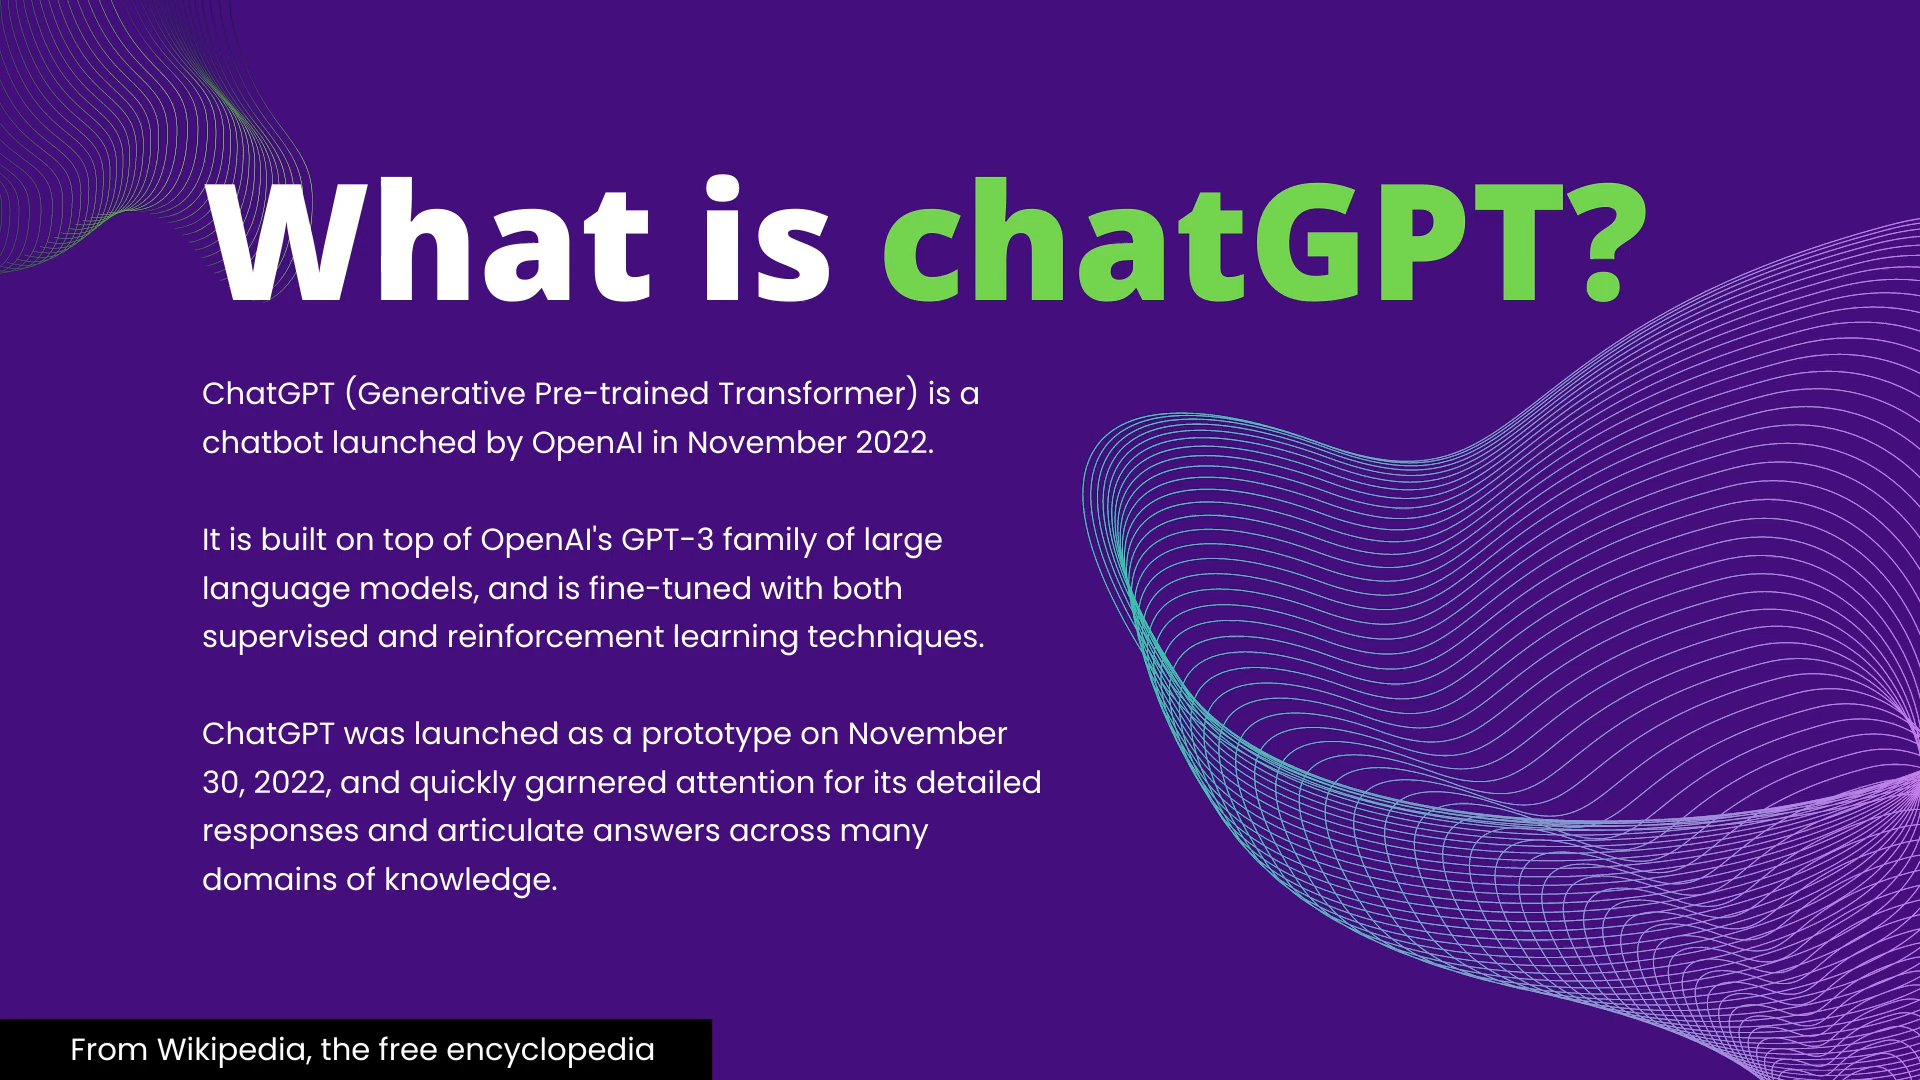 What is chatGPT?
ChatGPT (Generative Pre-trained Transformer) is a
chatbot launched by OpenAI in November 2022.
It is built on top of OpenAI's GPT-3 family of large
language models, and is fine-tuned with both
supervised and reinforcement learning techniques.
ChatGPT was launched as a prototype on November
30, 2022, and quickly garnered attention for its detailed
responses and articulate answers across many
domains of knowledge.
From Wikipedia, the free encyclopedia